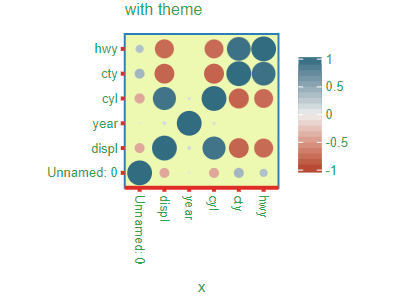 with theme
hwy
cty
cyl
year
displ
Unnamed: 0
1
0.5
0
-0.5
-1
Unnamed: 0
displ
year
cyl
cty
hwy
x